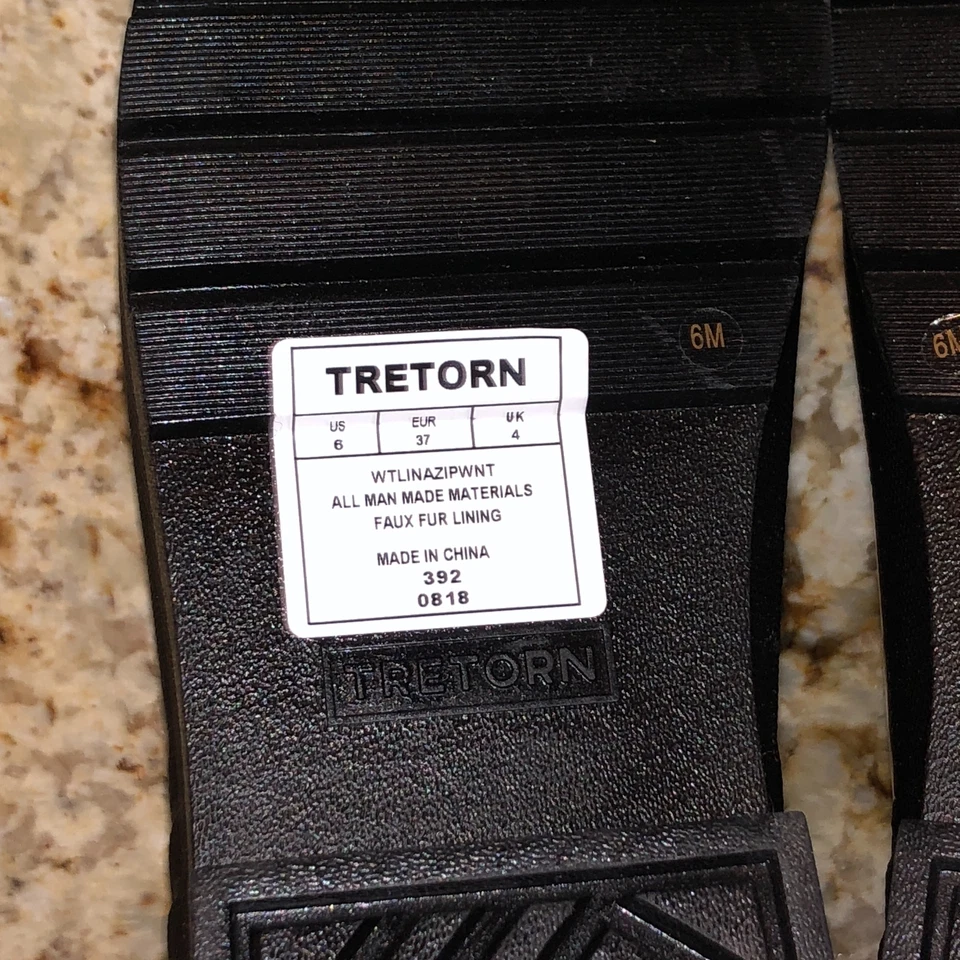 6M
6M
TRETORN
US EUR UK
6 37 4
WTLINAZIPWNT
ALL MAN MADE MATERIALS
FAUX FUR LINING
MADE IN CHINA
392
0818
TRETORN